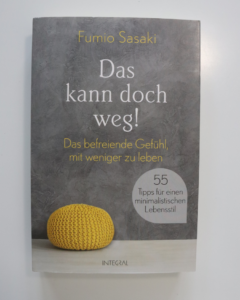 Fumio Sasaki
Das
kann doch
weg!
Das befreiende Gefühl,
mit weniger zu leben
55
Tipps für einen
minimalistischen
Lebensstil
INTEGRAL